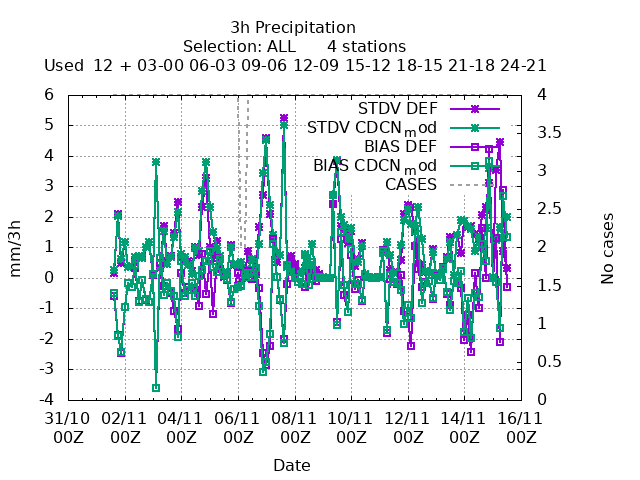 3h Precipitation
Selection: ALL 4 stations
Used 12 + 03-00 06-03 09-06 12-09 15-12 18-15 21-18 24-21
STDV DEF
STDV CDCNmod
BIAS DEF
BIAS CDCNmod
CASES
mm/3h
6
5
4
3
2
1
0
-1
-2
-3
-4
4
3.5
3
2.5
2
1.5
1
0.5
0
No cases
31/10 02/11 04/11 06/11 08/11 10/11 12/11 14/11 16/11
00Z 00Z 00Z 00Z 00Z 00Z 00Z 00Z 00Z
Date